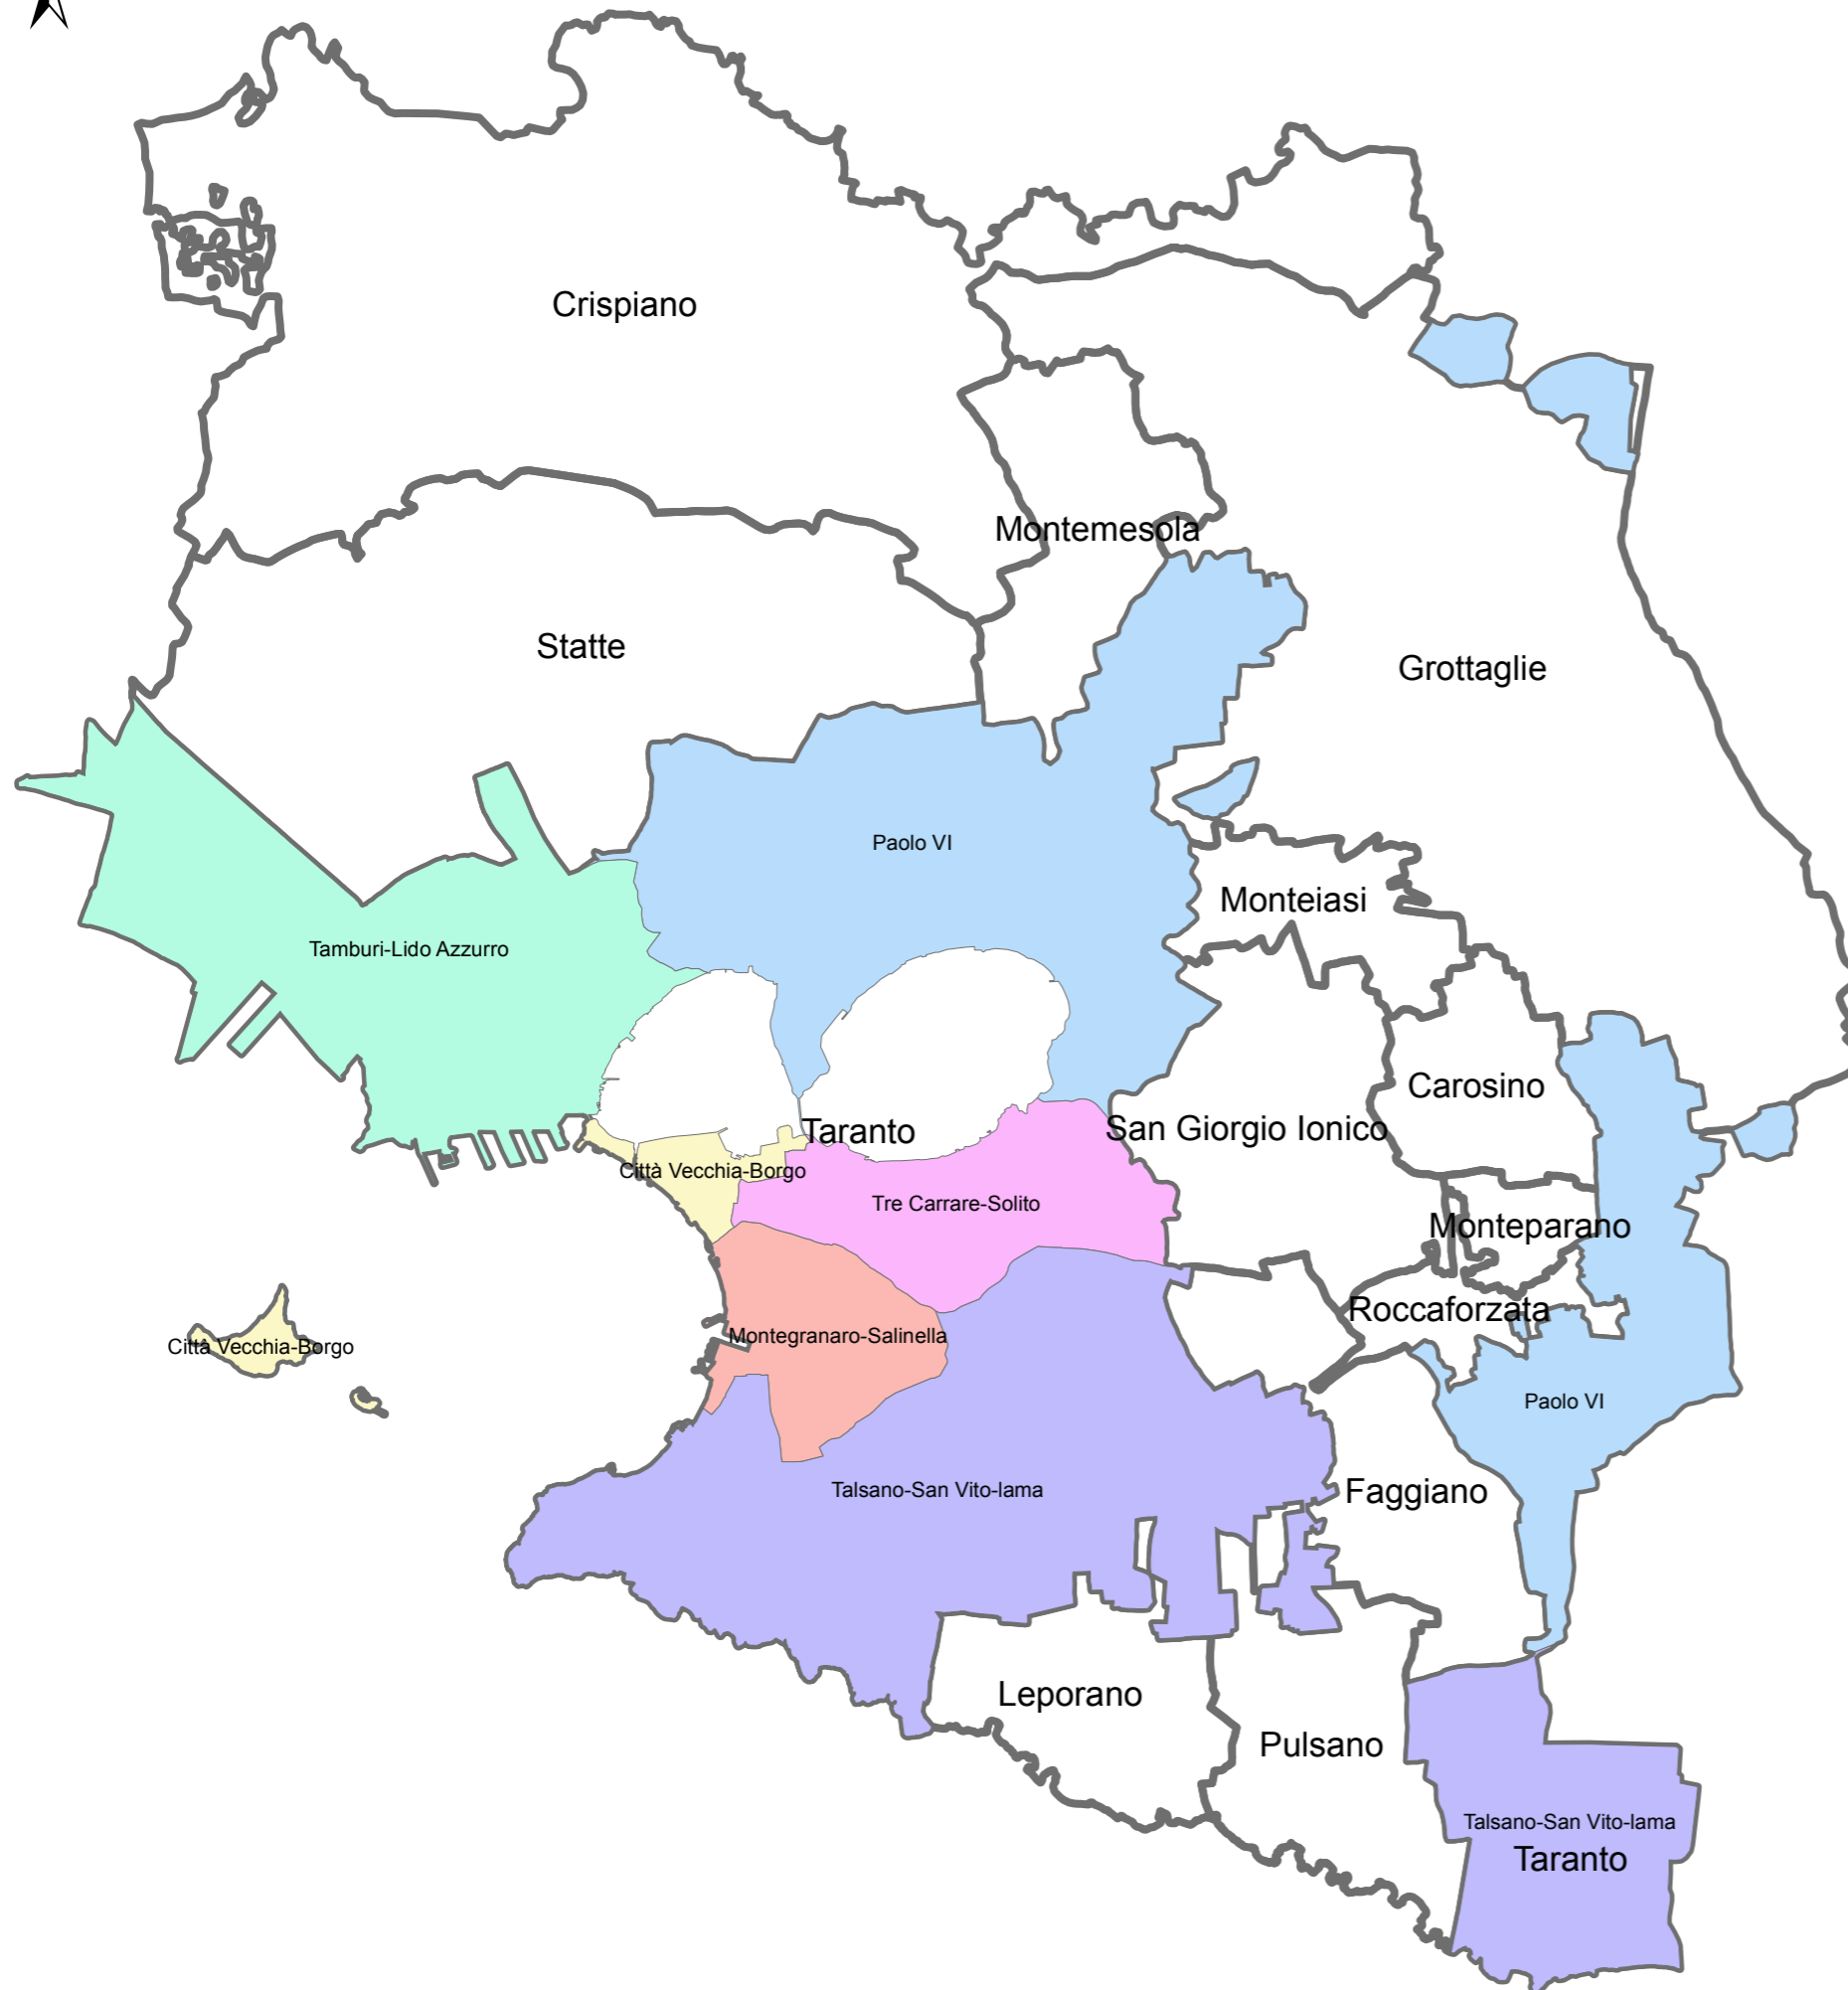 Crispiano
Montemesola
Statte
Grottaglie
Paolo VI
Monteiasi
Tamburi-Lido Azzurro
Carosino
San Giorgio Ionico
Taranto
Città Vecchia-Borgo
Tre Carrare-Solito
Monteparano
Roccaforzata
Montegranaro-Salinella
Città Vecchia-Borgo
Paolo VI
Talsano-San Vito-lama
Faggiano
Leporano
Pulsano
Talsano-San Vito-lama
Taranto